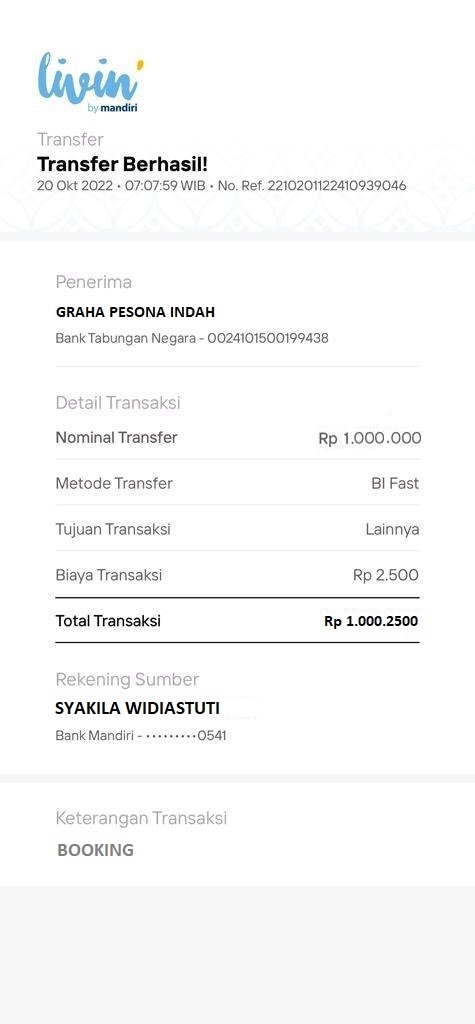 livin'
by mandiri
Transfer
Transfer Berhasil!
20 Okt 2022 • 07:07:59 WIB • No. Ref. 2210201122410939046
Penerima
GRAHA PESONA INDAH
Bank Tabungan Negara - 0024101500199438
Detail Transaksi
Nominal Transfer Rp 1.000.000
Metode Transfer BI Fast
Tujuan Transaksi Lainnya
Biaya Transaksi Rp 2.500
Total Transaksi Rp 1.000.2500
Rekening Sumber
SYAKILA WIDIASTUTI
Bank Mandiri - •••••••••0541
Keterangan Transaksi
BOOKING